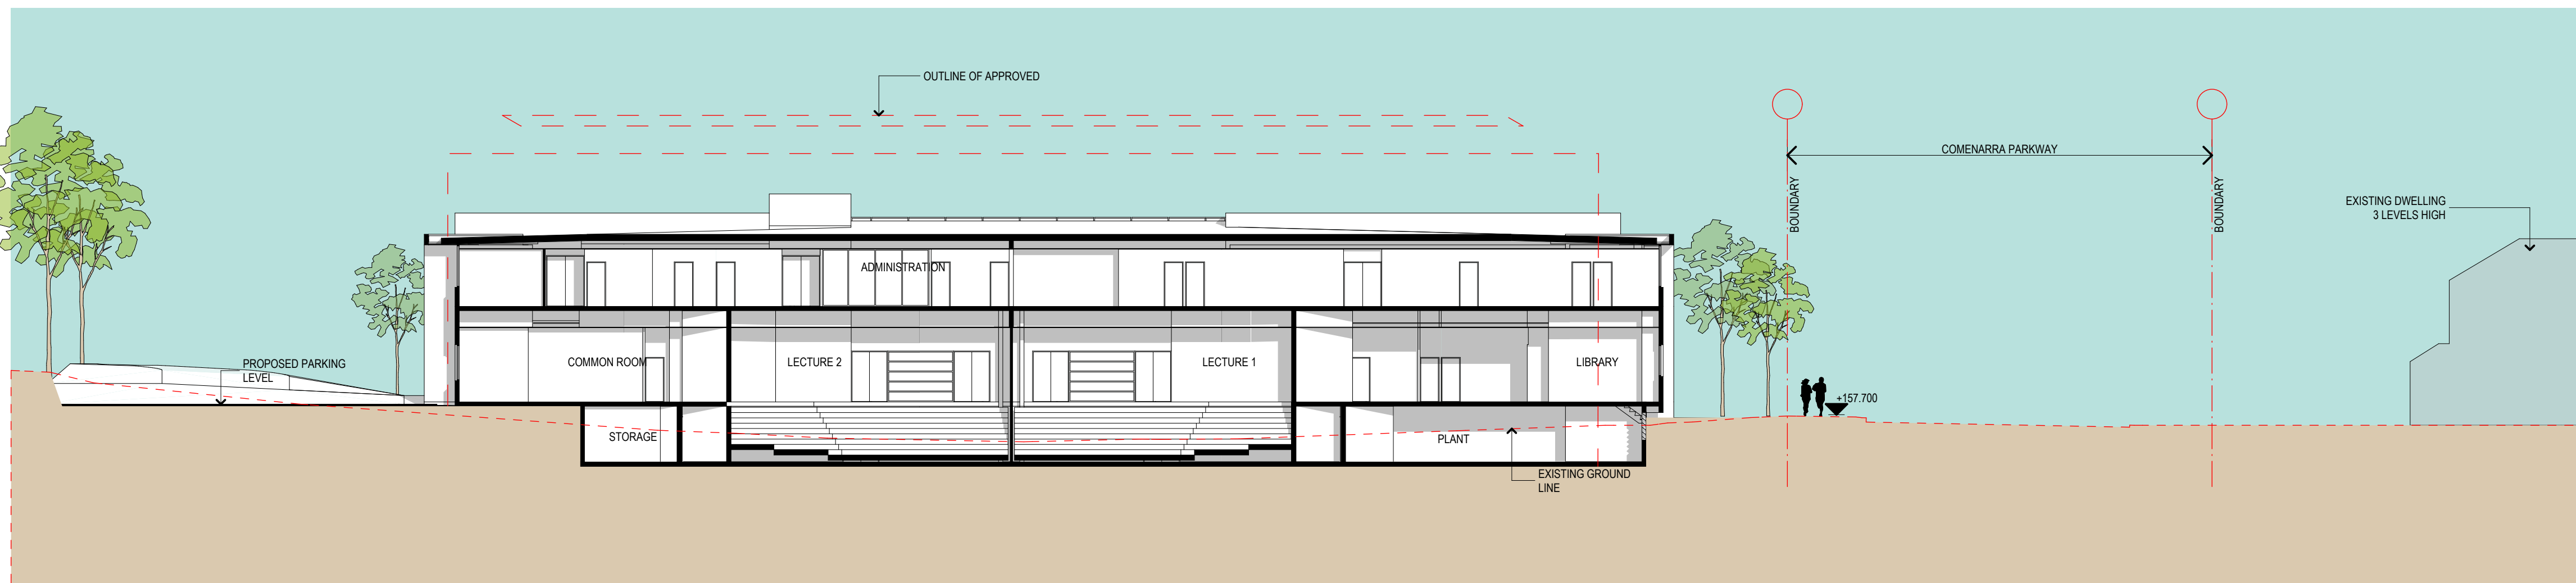 OUTLINE OF APPROVED
COMENARRA PARKWAY
BOUNDARY
BOUNDARY
EXISTING DWELLING
3 LEVELS HIGH
ADMINISTRATION
PROPOSED PARKING
LEVEL
COMMON ROOM
LECTURE 2
LECTURE 1
LIBRARY
+157.700
STORAGE
PLANT
EXISTING GROUND
LINE